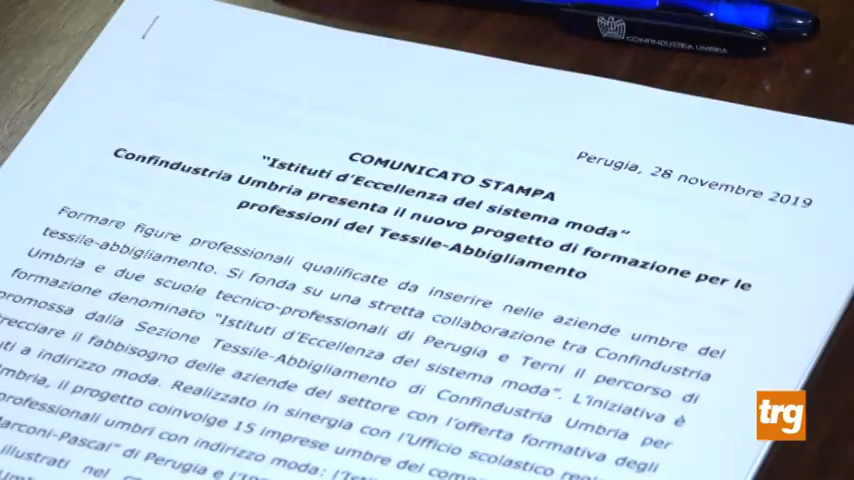 CONFINDUSTRIA UMBRIA
Perugia, 28 novembre 2019
COMUNICATO STAMPA
“Istituti d’Eccellenza del sistema moda”
Confindustria Umbria presenta il nuovo progetto di formazione per le
professioni del Tessile-Abbigliamento
Formare figure professionali qualificate da inserire nelle aziende umbre del
tessile-abbigliamento. Si fonda su una stretta collaborazione tra Confindustria
Umbria e due scuole tecnico-professionali di Perugia e Terni il percorso di
formazione denominato “Istituti d’Eccellenza del sistema moda”. L’iniziativa è
promossa dalla Sezione Tessile-Abbigliamento di Confindustria Umbria per
il fabbisogno delle aziende del settore con l’offerta formativa degli
a indirizzo moda. Realizzato in sinergia con l’Ufficio scolastico
il progetto coinvolge 15 imprese umbre del
professionali umbri con indirizzo moda:
Marconi-Pascal” di Perugia e
illustrati nel
trg